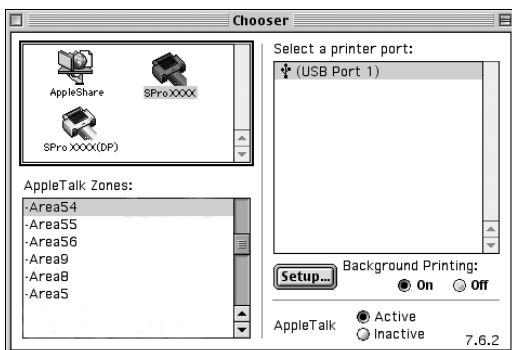 Chooser
AppleShare
SPro XXXX
SPro XXXX(DP)
AppleTalk Zones:
-Area54
-Area55
-Area56
-Area9
-Area8
-Area5
Select a printer port:
(USB Port 1)
Setup...
Background Printing:
On Off
AppleTalk
Active
Inactive
7.6.2